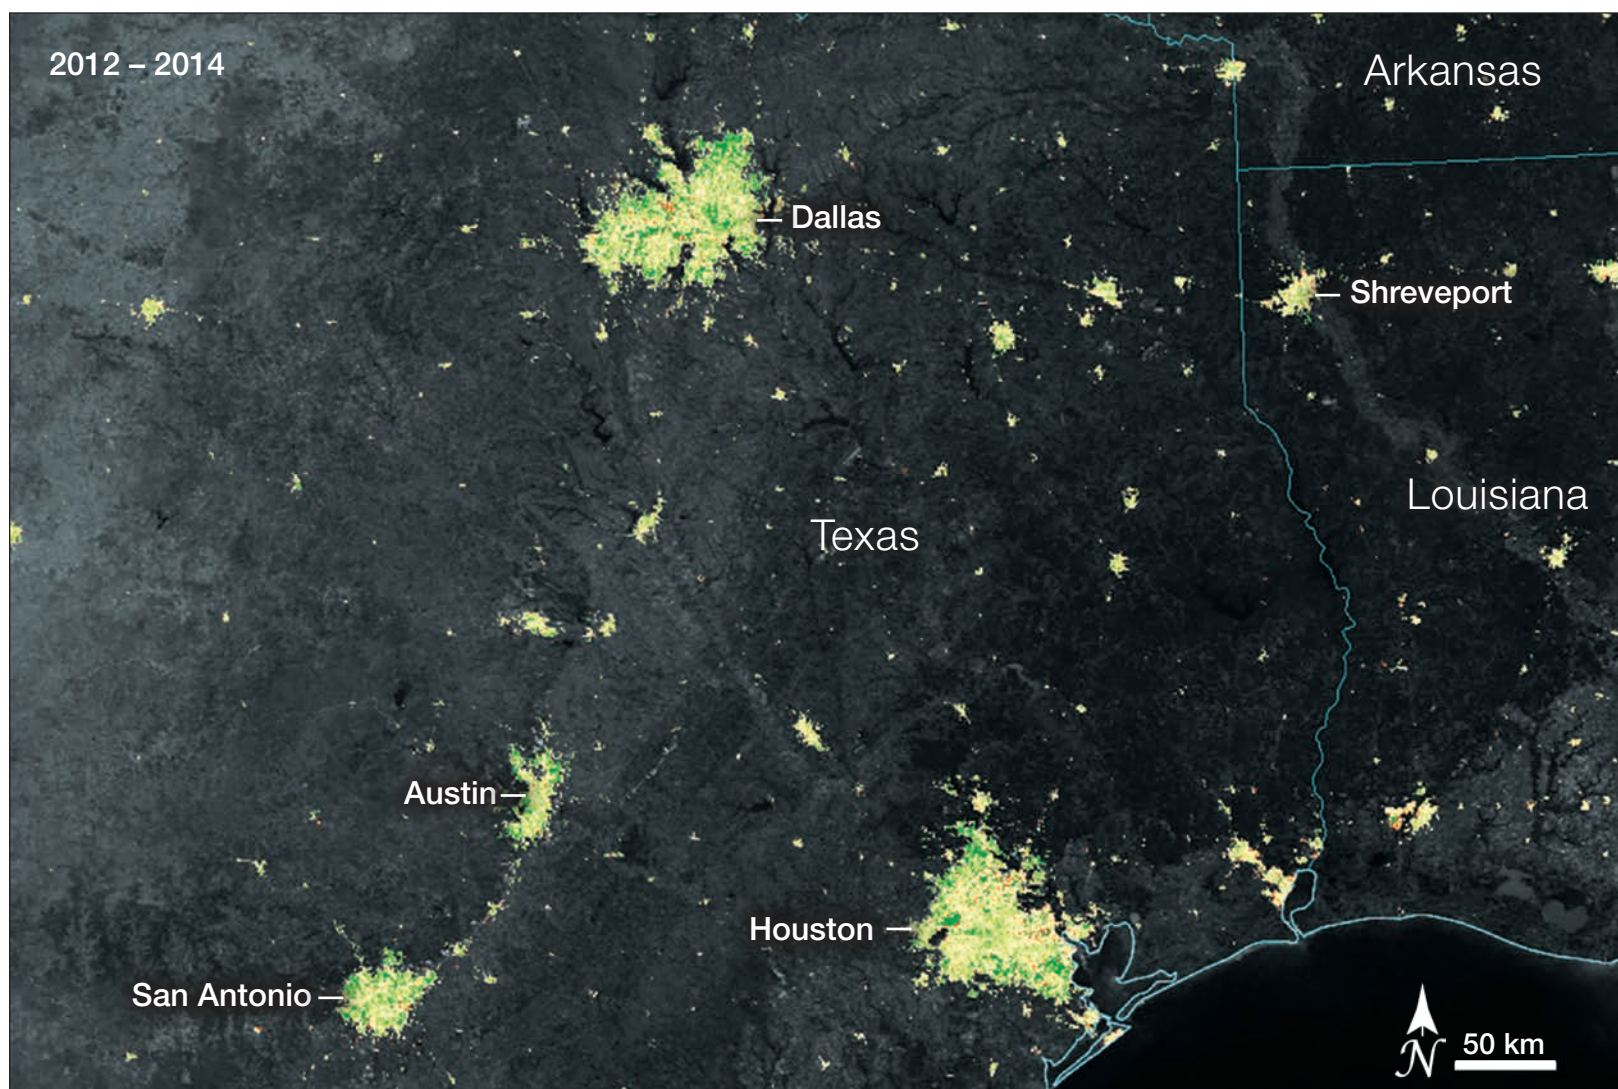 2012 – 2014
Arkansas
Dallas
Shreveport
Louisiana
Texas
Austin
Houston
San Antonio
N
50 km